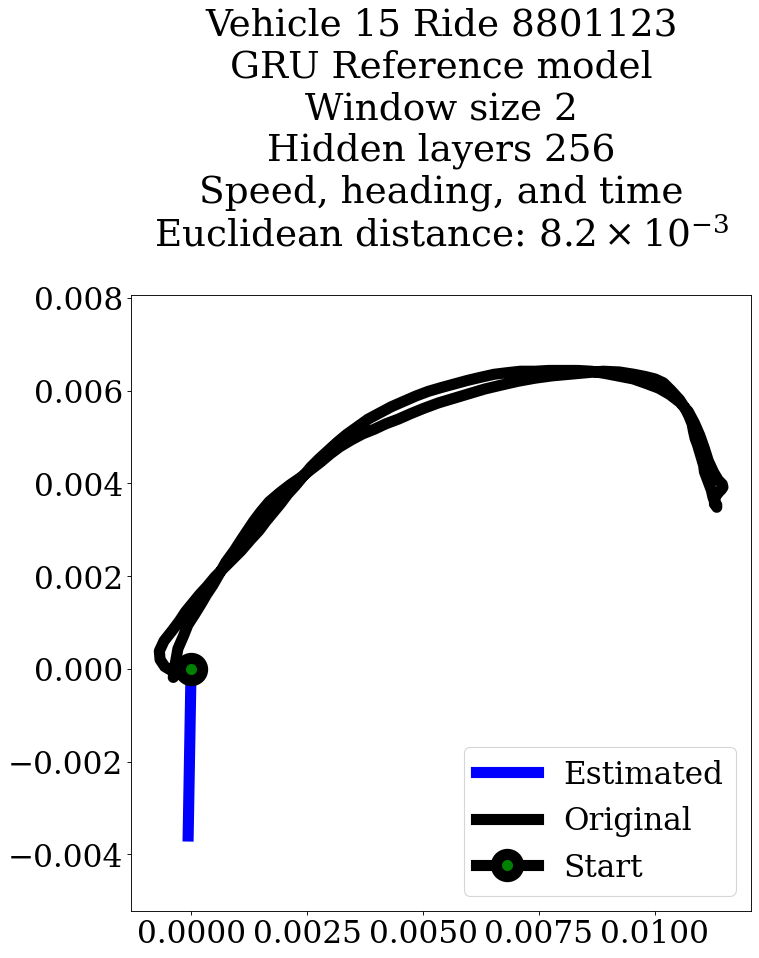 Vehicle 15 Ride 8801123
GRU Reference model
Window size 2
Hidden layers 256
Speed, heading, and time
Euclidean distance: 8.2 × 10⁻³
0.008
0.006
0.004
0.002
0.000
−0.002
−0.004
Estimated
Original
Start
0.0000 0.0025 0.0050 0.0075 0.0100